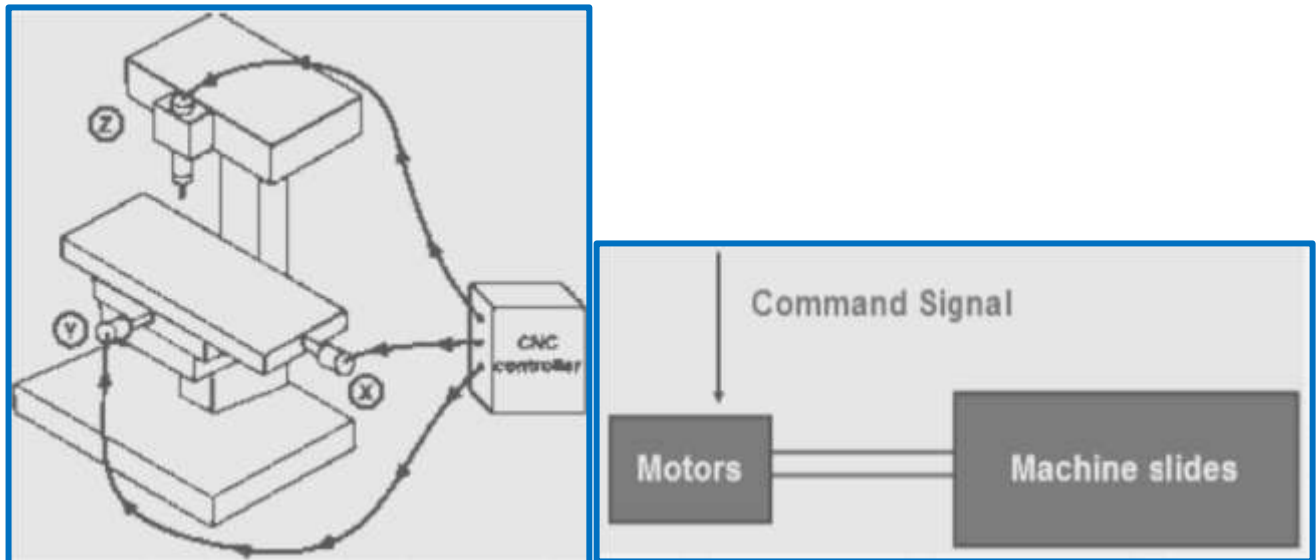 Z
Y
X
CNC
controller
Command Signal
Motors
Machine slides